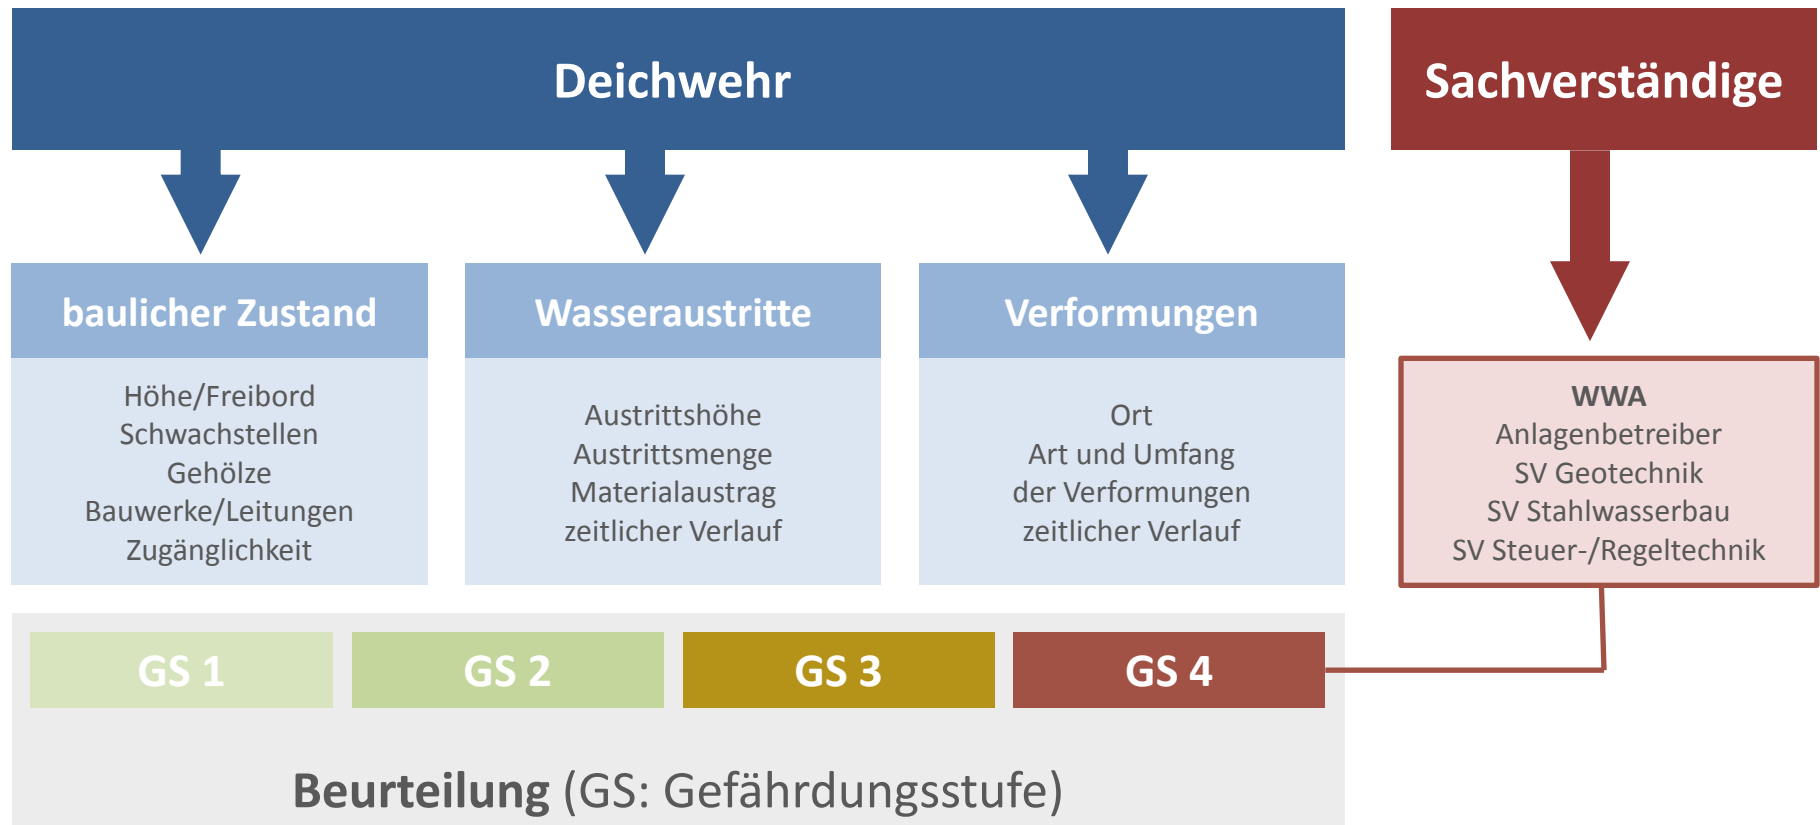 Deichwehr
Sachverständige
baulicher Zustand
Höhe/Freibord
Schwachstellen
Gehölze
Bauwerke/Leitungen
Zugänglichkeit
Wasseraustritte
Austrittshöhe
Austrittsmenge
Materialaustrag
zeitlicher Verlauf
Verformungen
Ort
Art und Umfang
der Verformungen
zeitlicher Verlauf
WWA
Anlagenbetreiber
SV Geotechnik
SV Stahlwasserbau
SV Steuer-/Regeltechnik
GS 1
GS 2
GS 3
GS 4
Beurteilung (GS: Gefährdungsstufe)